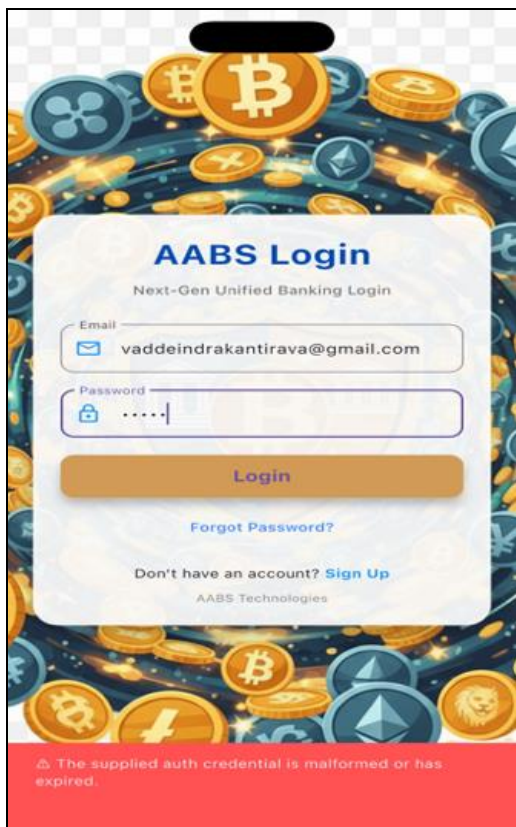 AABS Login
Next-Gen Unified Banking Login
Email
vaddeindrakantirava@gmail.com
Password
•••••
Login
Forgot Password?
Don't have an account? Sign Up
AABS Technologies
⚠ The supplied auth credential is malformed or has
expired.